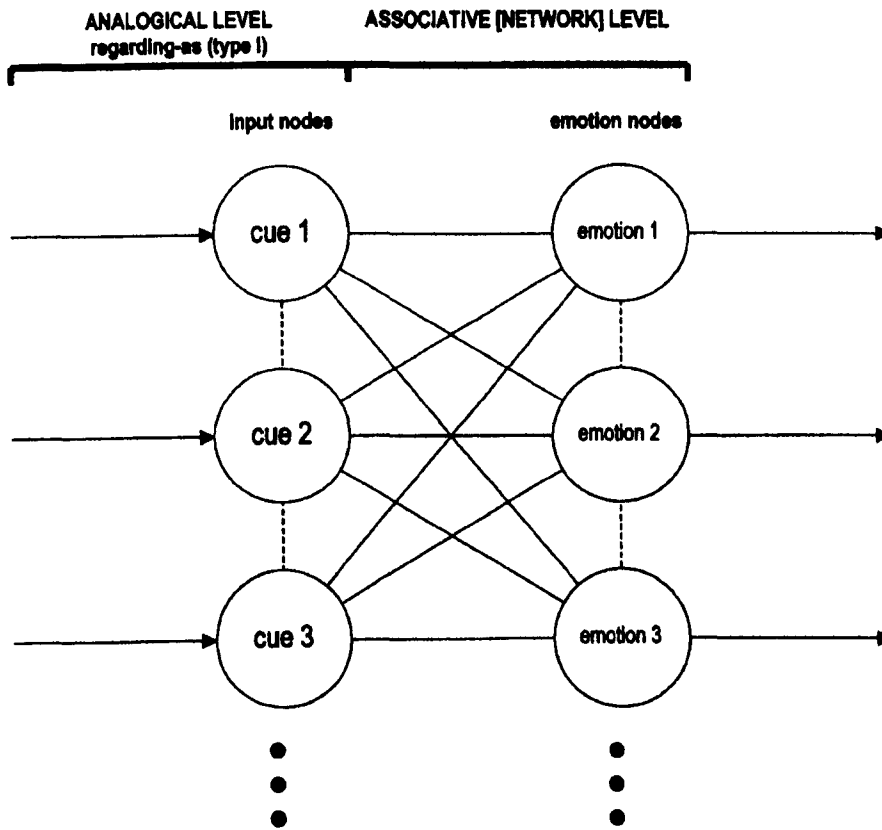 ANALOGICAL LEVEL
regarding-as (type I)
ASSOCIATIVE [NETWORK] LEVEL
input nodes
emotion nodes
cue 1
emotion 1
cue 2
emotion 2
cue 3
emotion 3